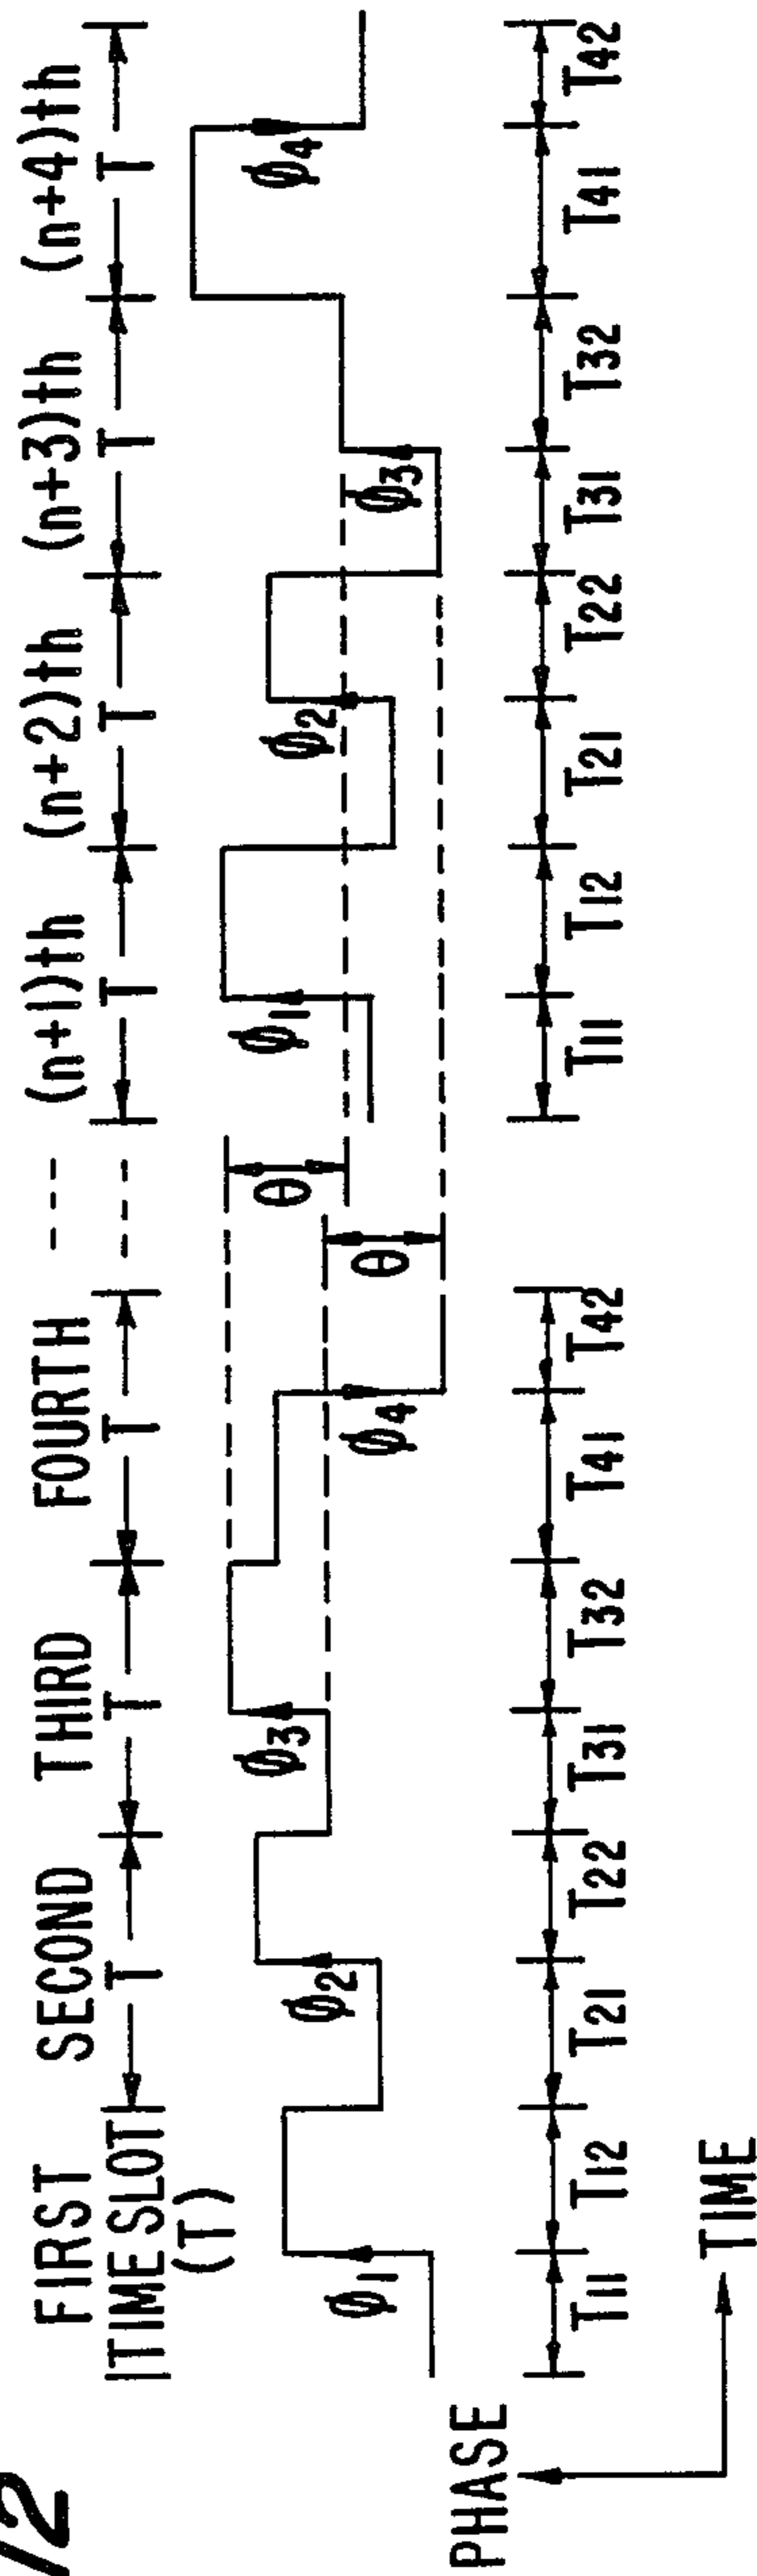 12
FIRST SECOND THIRD FOURTH --- (n+1)th (n+2)th (n+3)th (n+4)th
TIME SLOT T T T T T T T
(T)
ϕ1 ϕ2 ϕ3 ϕ4 θ θ ϕ1 ϕ2 ϕ3 ϕ4
T11 T12 T21 T22 T31 T32 T41 T42 T11 T12 T21 T22 T31 T32 T41 T42
PHASE
TIME